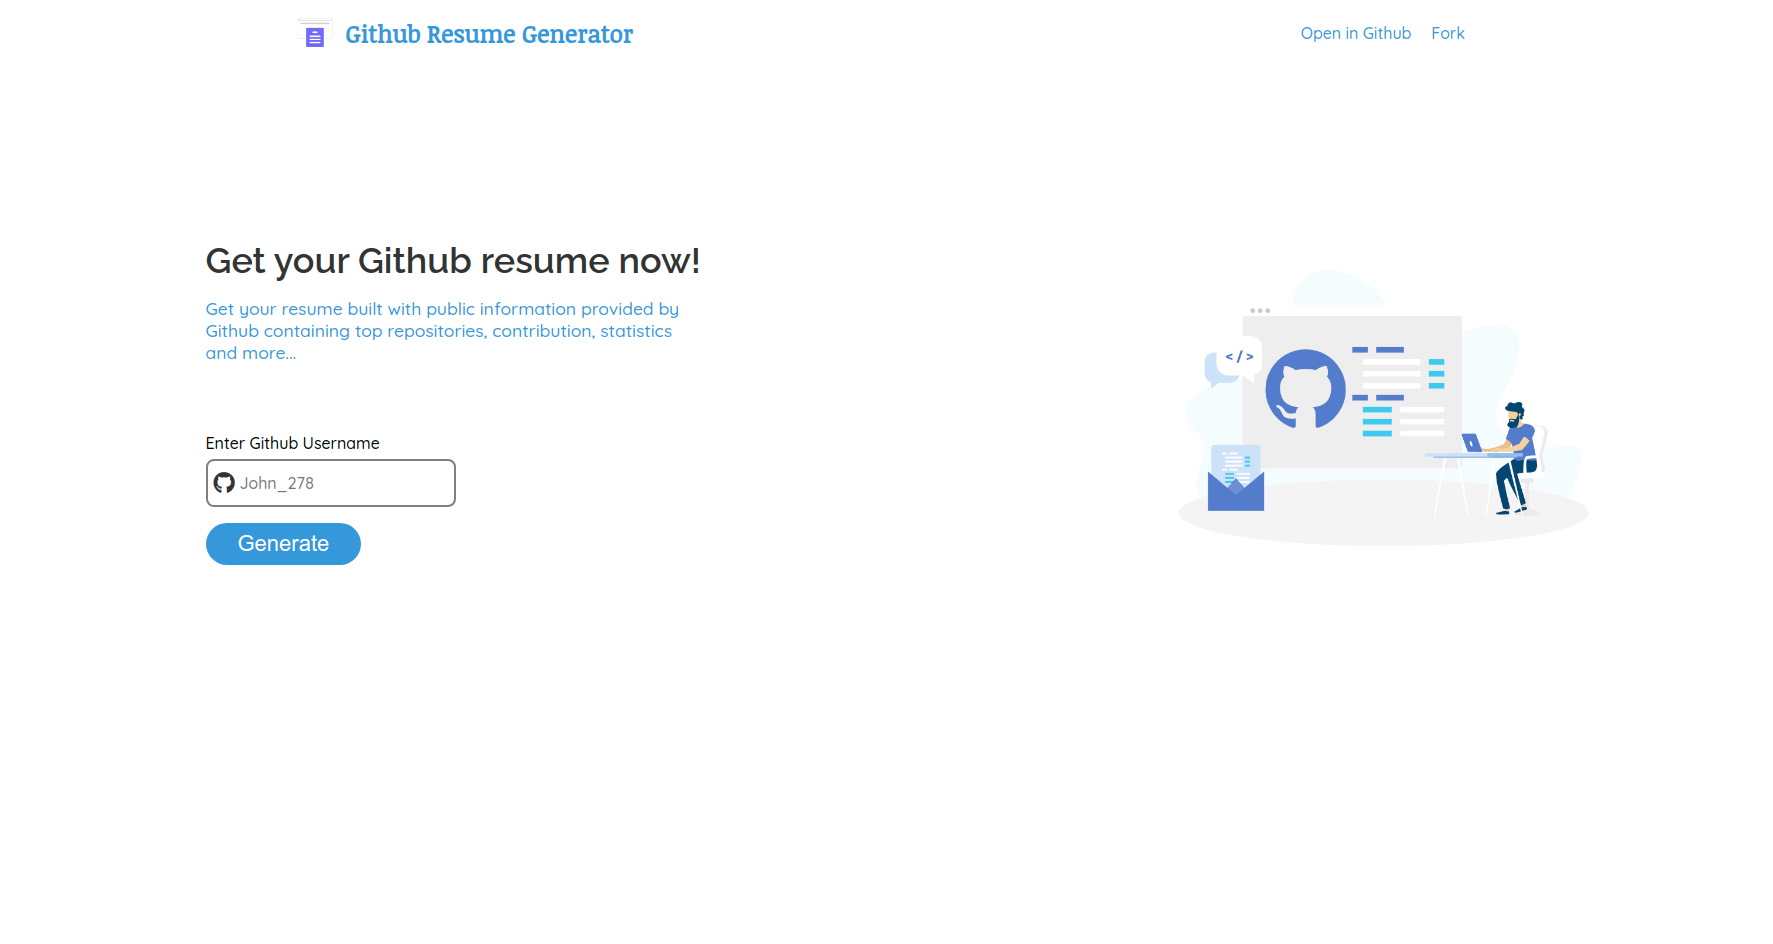 Github Resume Generator
Open in Github Fork
Get your Github resume now!
Get your resume built with public information provided by
Github containing top repositories, contribution, statistics
and more...
</>
Enter Github Username
John_278
Generate